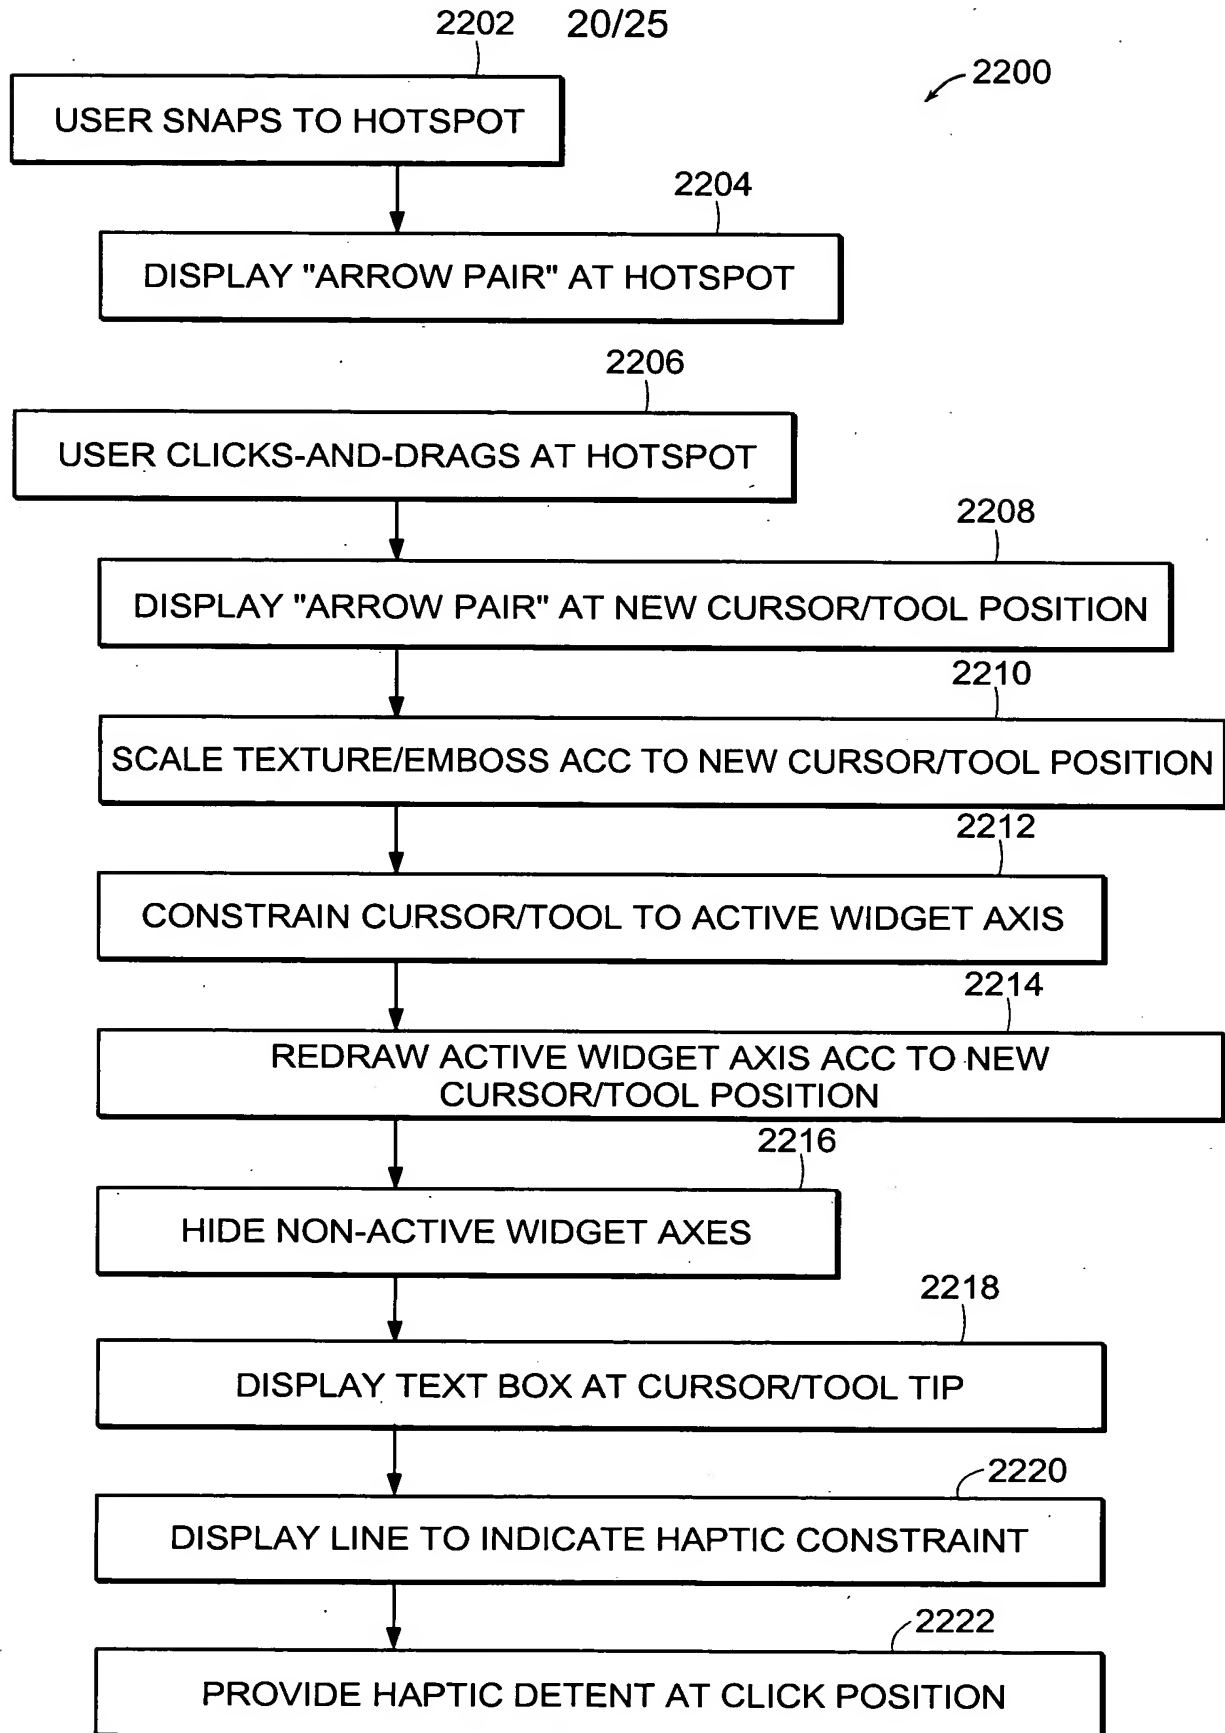 2202 20/25
2200
USER SNAPS TO HOTSPOT
2204
DISPLAY "ARROW PAIR" AT HOTSPOT
2206
USER CLICKS-AND-DRAGS AT HOTSPOT
2208
DISPLAY "ARROW PAIR" AT NEW CURSOR/TOOL POSITION
2210
SCALE TEXTURE/EMBOSS ACC TO NEW CURSOR/TOOL POSITION
2212
CONSTRAIN CURSOR/TOOL TO ACTIVE WIDGET AXIS
2214
REDRAW ACTIVE WIDGET AXIS ACC TO NEW
CURSOR/TOOL POSITION
2216
HIDE NON-ACTIVE WIDGET AXES
2218
DISPLAY TEXT BOX AT CURSOR/TOOL TIP
2220
DISPLAY LINE TO INDICATE HAPTIC CONSTRAINT
2222
PROVIDE HAPTIC DETENT AT CLICK POSITION